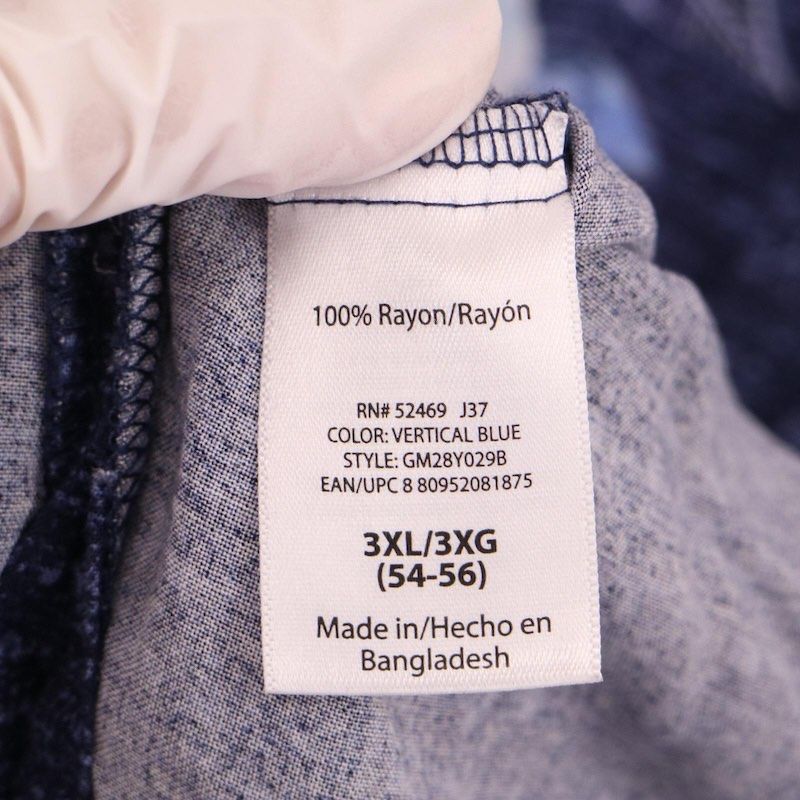 100% Rayon/Rayón
RN# 52469 J37
COLOR: VERTICAL BLUE
STYLE: GM28Y029B
EAN/UPC 8 80952081875
3XL/3XG
(54-56)
Made in/Hecho en
Bangladesh